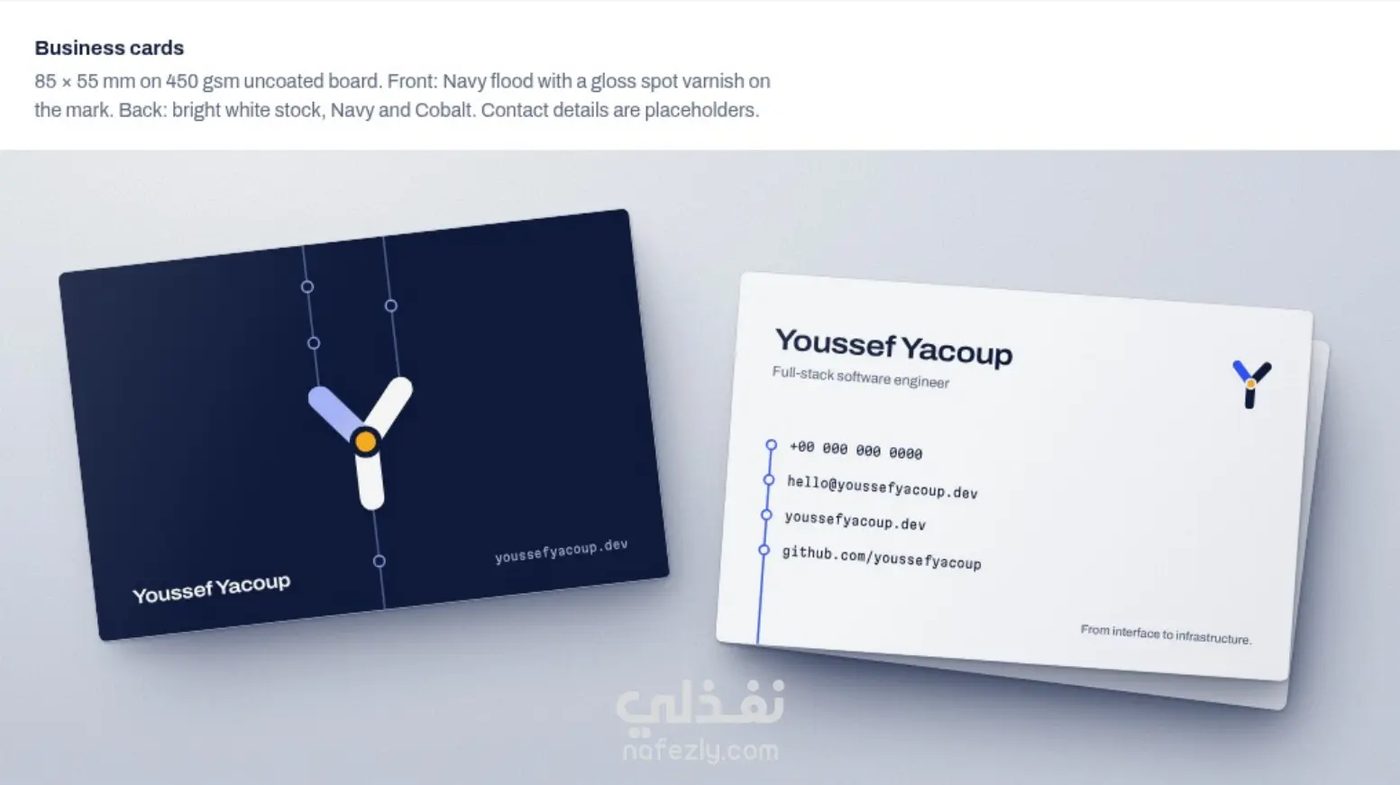 Business cards
85 × 55 mm on 450 gsm uncoated board. Front: Navy flood with a gloss spot varnish on
the mark. Back: bright white stock, Navy and Cobalt. Contact details are placeholders.
Youssef Yacoup
youssefyacoup.dev
Youssef Yacoup
Full-stack software engineer
+00 000 000 0000
hello@youssefyacoup.dev
youssefyacoup.dev
github.com/youssefyacoup
From interface to infrastructure.
نفذلي
nafezly.com